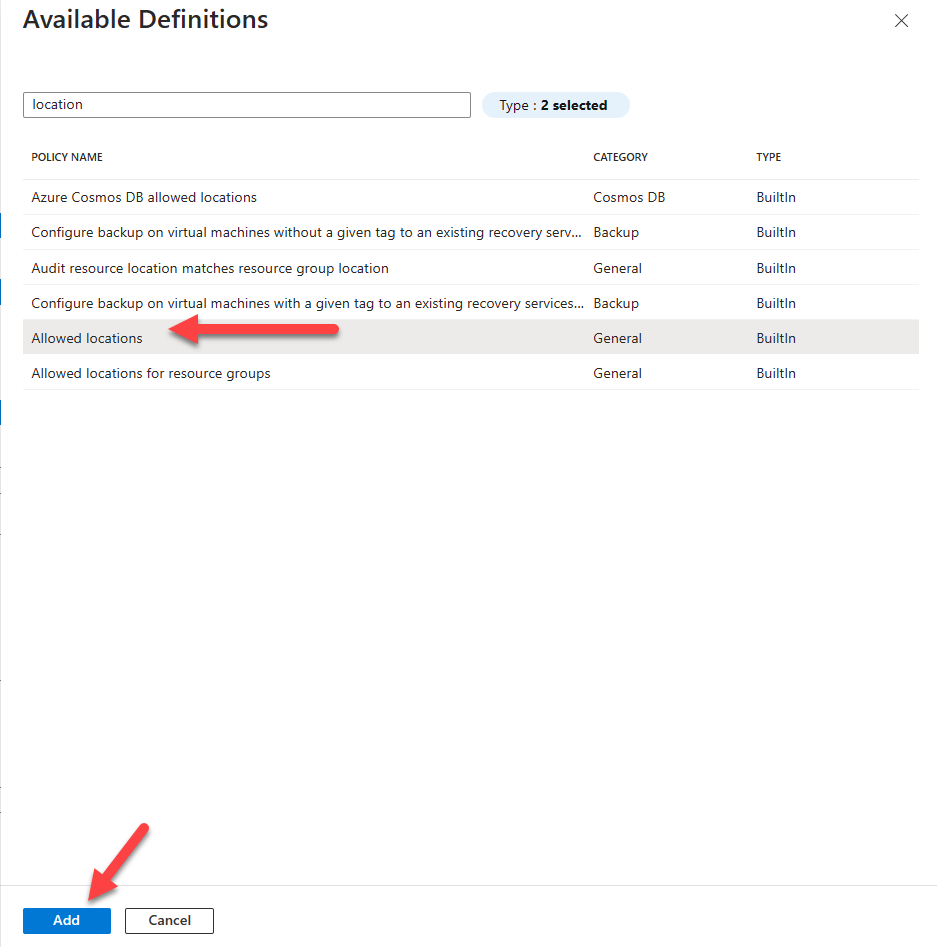 Available Definitions
location
Type : 2 selected
POLICY NAME CATEGORY TYPE
Azure Cosmos DB allowed locations Cosmos DB BuiltIn
Configure backup on virtual machines without a given tag to an existing recovery serv... Backup BuiltIn
Audit resource location matches resource group location General BuiltIn
Configure backup on virtual machines with a given tag to an existing recovery services... Backup BuiltIn
Allowed locations General BuiltIn
Allowed locations for resource groups General BuiltIn
Add Cancel